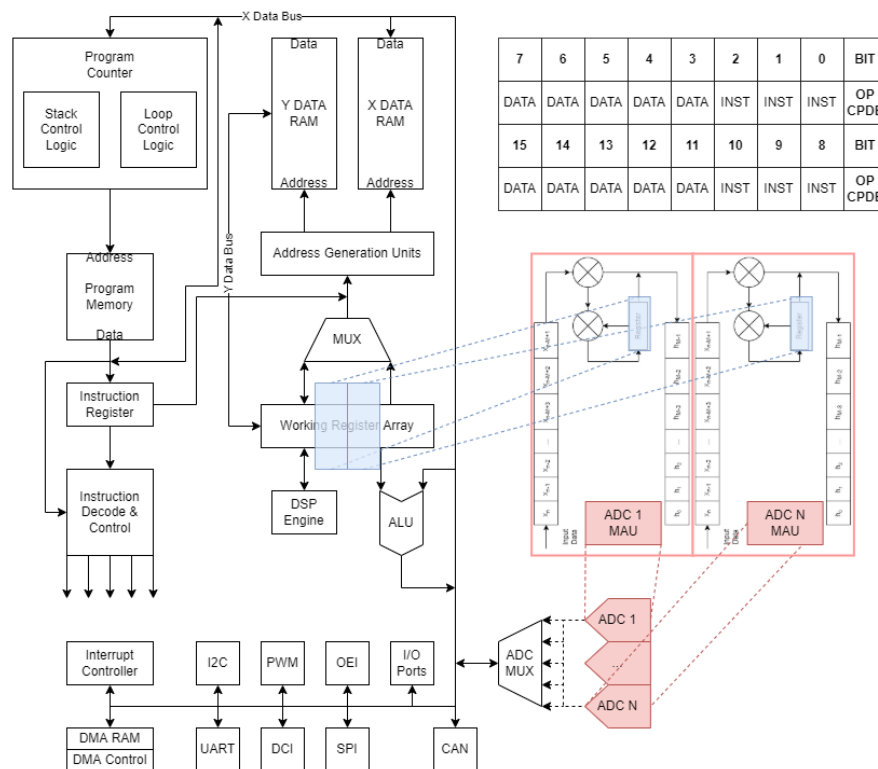 X Data Bus
Program
Counter
Stack
Control
Logic
Loop
Control
Logic
Data
Y DATA
RAM
Address
Data
X DATA
RAM
Address
Y Data Bus
Address Generation Units
Address
Program
Memory
Data
MUX
Instruction
Register
Working Register Array
Instruction
Decode &
Control
DSP
Engine
ALU
Interrupt
Controller
I2C
PWM
OEI
I/O
Ports
DMA RAM
DMA Control
UART
DCI
SPI
CAN
ADC
MUX
ADC 1
...
ADC N
7 6 5 4 3 2 1 0 BIT
DATA DATA DATA DATA DATA INST INST INST OP CPDE
15 14 13 12 11 10 9 8 BIT
DATA DATA DATA DATA DATA INST INST INST OP CPDE
Register
Register
Input
Data
Input
Data
ADC 1
MAU
ADC N
MAU